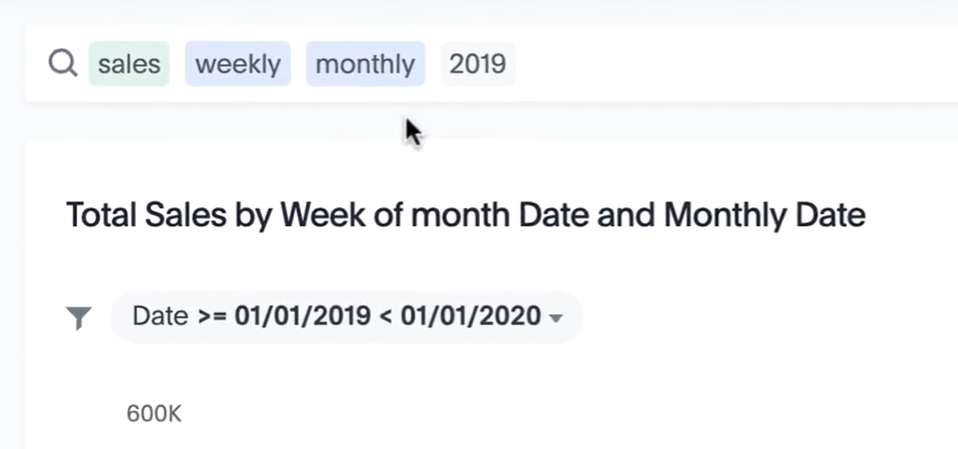 sales weekly monthly 2019
Total Sales by Week of month Date and Monthly Date
Date >= 01/01/2019 < 01/01/2020
600K